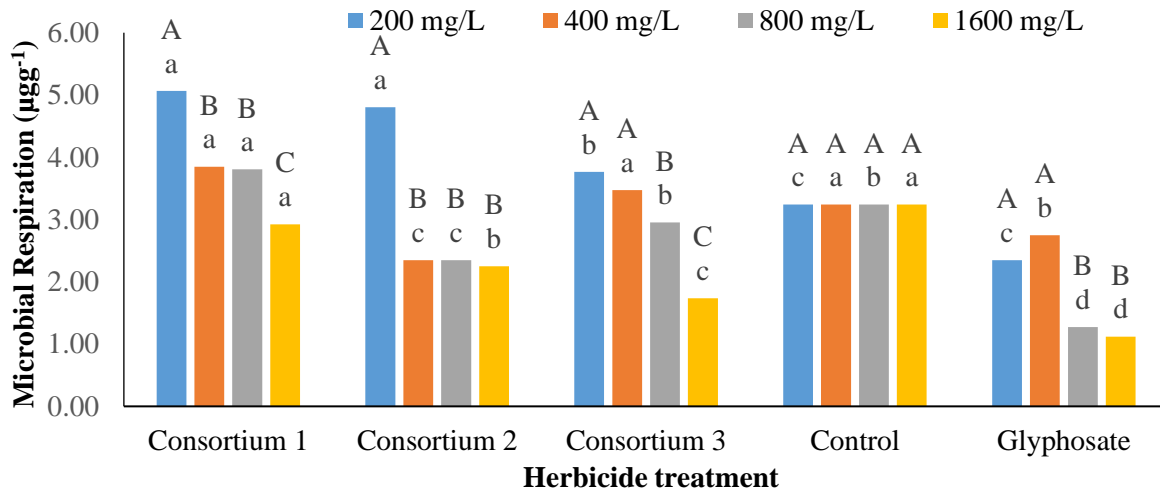 200 mg/L 400 mg/L 800 mg/L 1600 mg/L
Microbial Respiration (µgg⁻¹)
6.00
5.00
4.00
3.00
2.00
1.00
0.00
A
a
B
a
B
a
C
a
A
a
B
c
B
c
B
b
A
b
A
a
B
b
C
c
A
c
A
a
A
b
A
a
A
c
A
b
B
d
B
d
Consortium 1 Consortium 2 Consortium 3 Control Glyphosate
Herbicide treatment